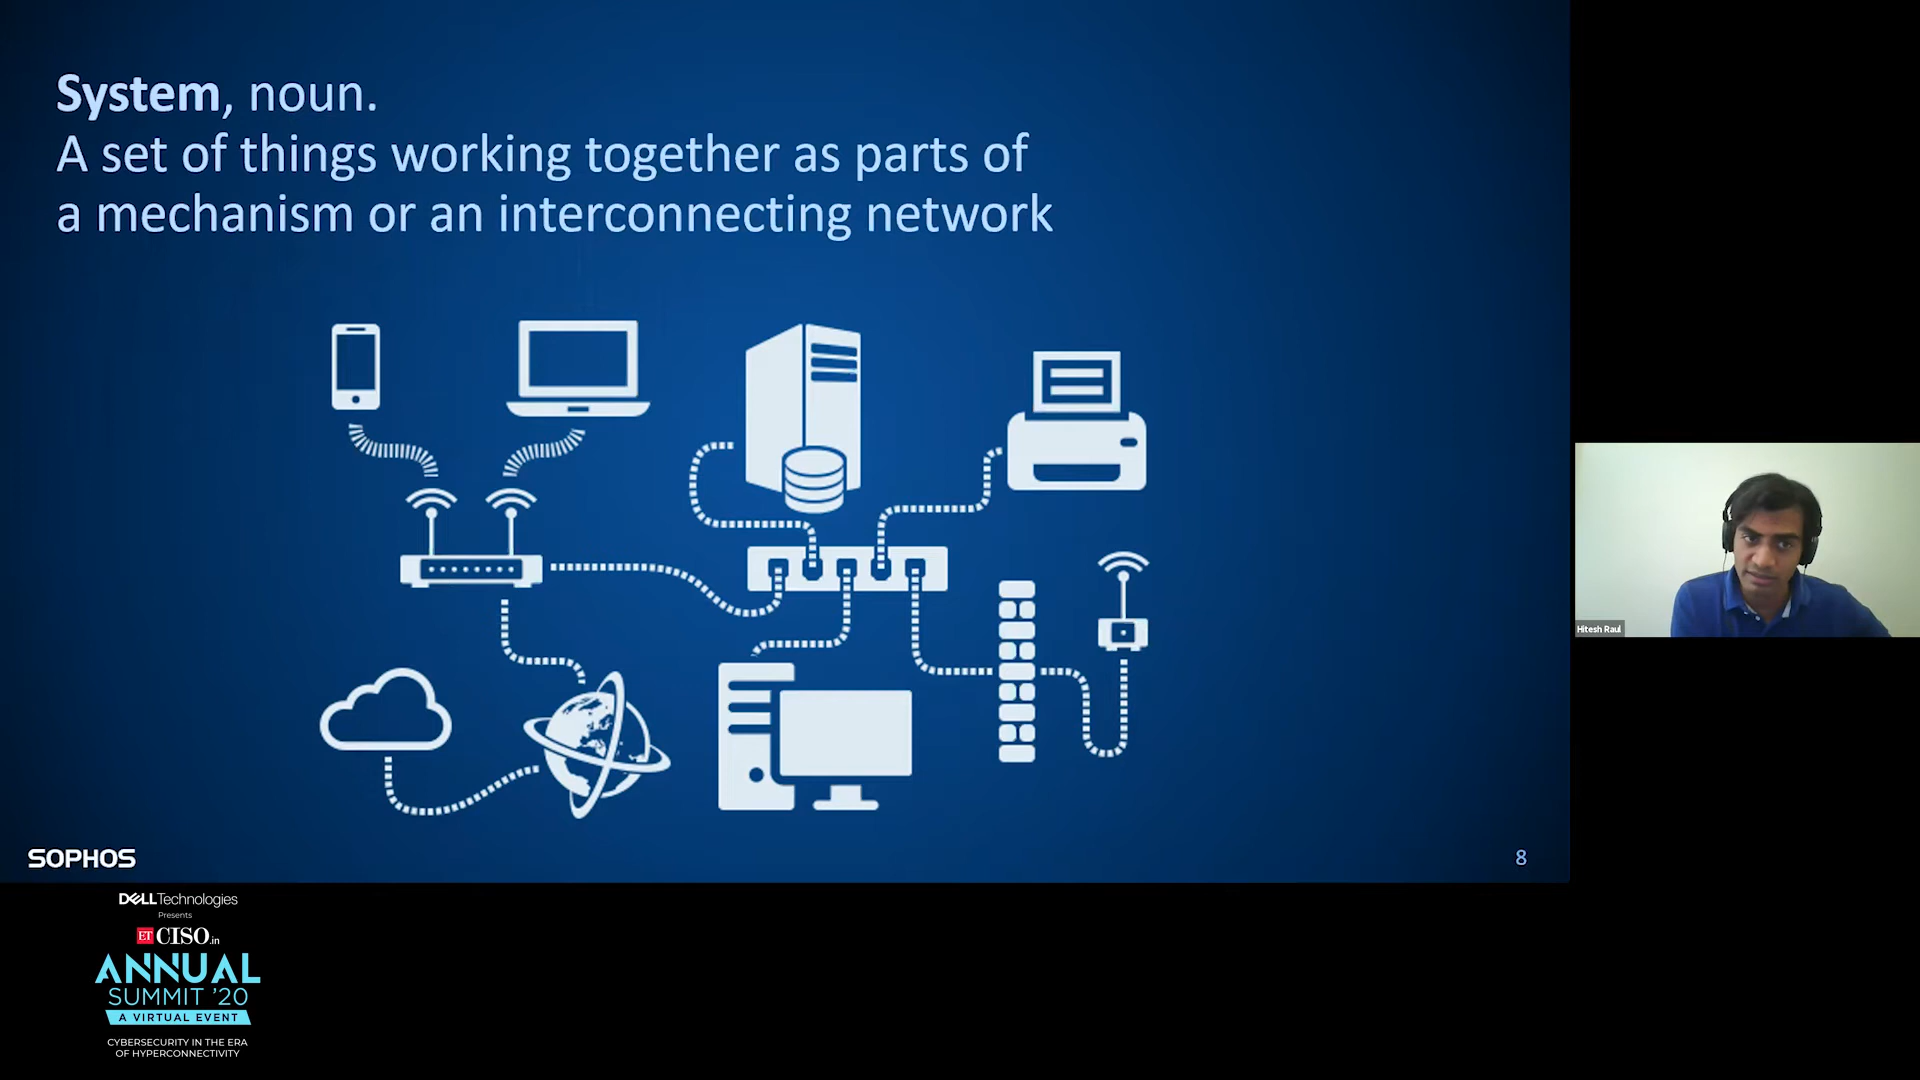 System, noun.
A set of things working together as parts of
a mechanism or an interconnecting network
SOPHOS
8
Hitesh Raul
DELLTechnologies
Presents
ET CISO.in
ANNUAL
SUMMIT '20
A VIRTUAL EVENT
CYBERSECURITY IN THE ERA
OF HYPERCONNECTIVITY